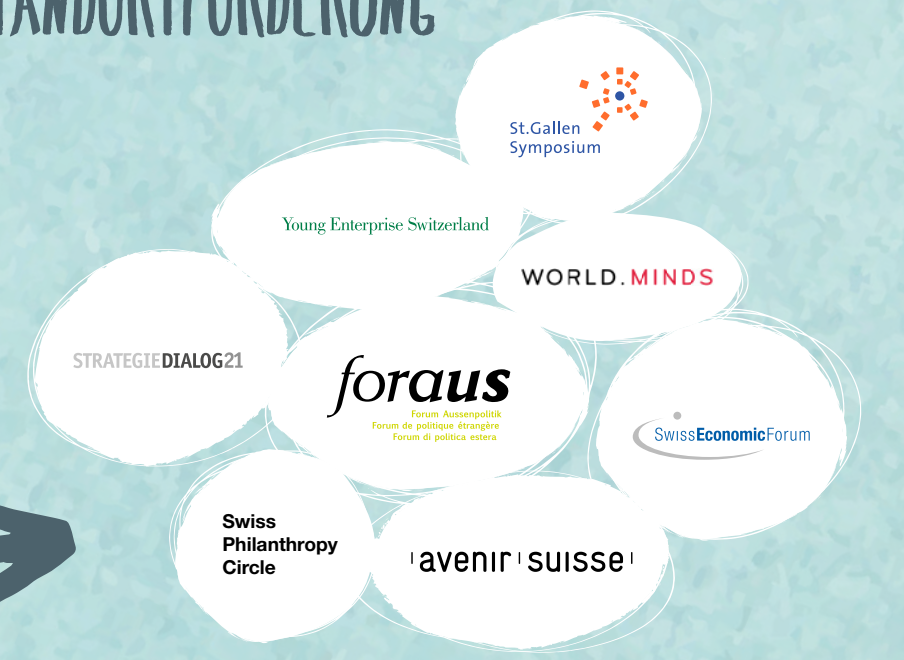 TANDORTFÖRDERUNG
St.Gallen
Symposium
Young Enterprise Switzerland
WORLD.MINDS
STRATEGIEDIALOG21
foraus
Forum Aussenpolitik
Forum de politique étrangère
Forum di politica estera
SwissEconomicForum
Swiss
Philanthropy
Circle
avenir suisse